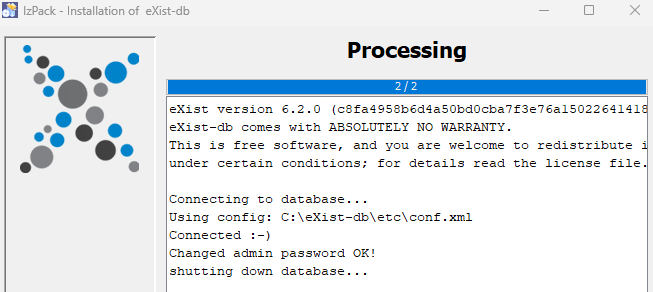 IzPack - Installation of eXist-db
Processing
2 / 2
eXist version 6.2.0 (c8fa4958b6d4a50bd0cba7f3e76a15022641418
eXist-db comes with ABSOLUTELY NO WARRANTY.
This is free software, and you are welcome to redistribute i
under certain conditions; for details read the license file.
Connecting to database...
Using config: C:\eXist-db\etc\conf.xml
Connected :-)
Changed admin password OK!
shutting down database...